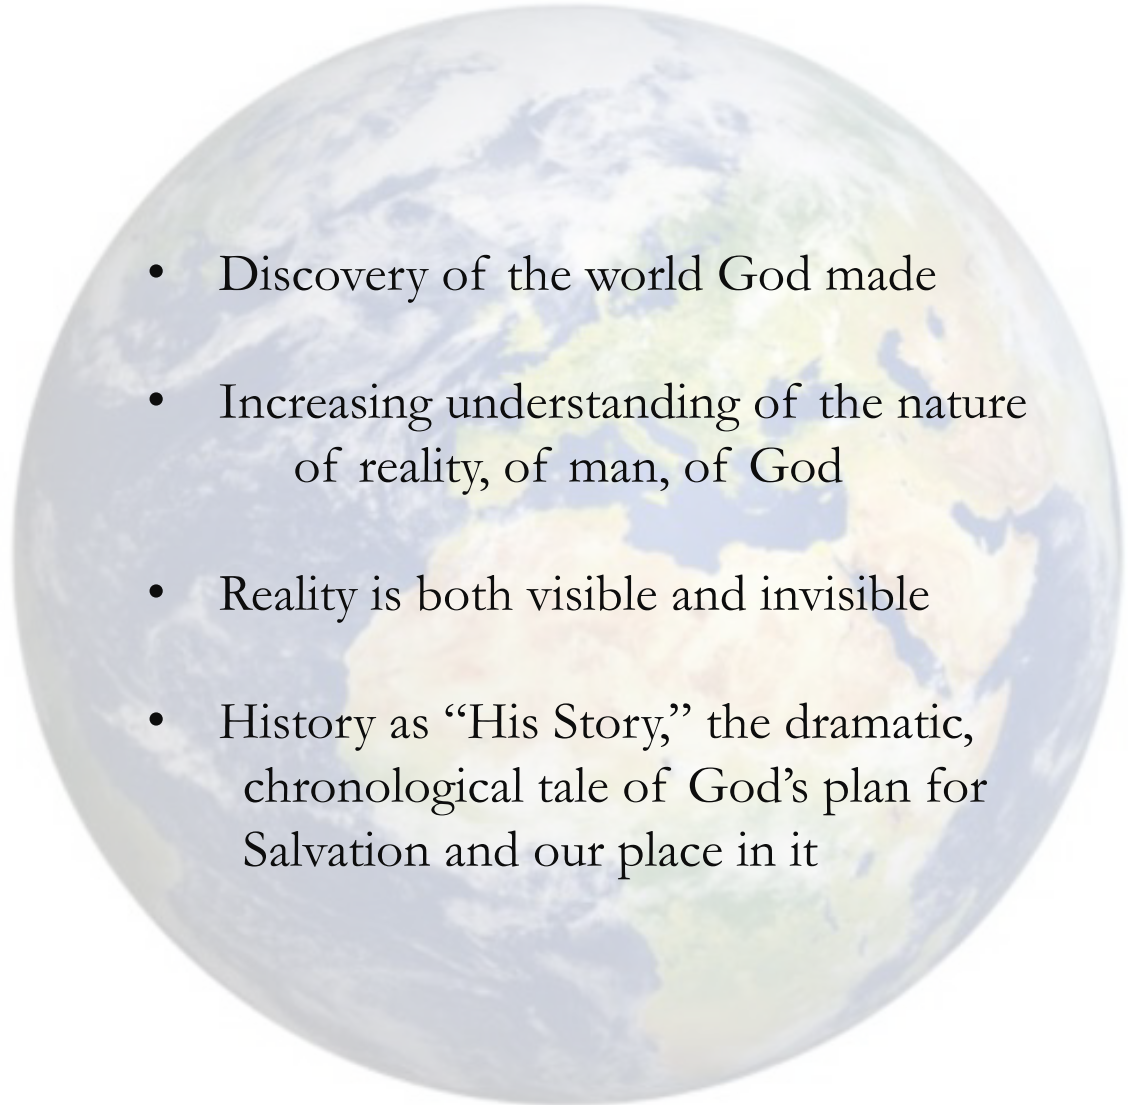 • Discovery of the world God made
• Increasing understanding of the nature
of reality, of man, of God
• Reality is both visible and invisible
• History as “His Story,” the dramatic,
chronological tale of God’s plan for
Salvation and our place in it